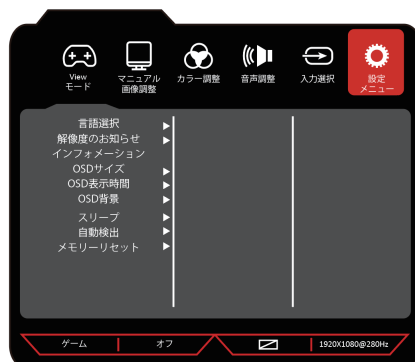 View
モード
マニュアル
画像調整
カラー調整
音声調整
入力選択
設定
メニュー
言語選択
解像度のお知らせ
インフォメーション
OSDサイズ
OSD表示時間
OSD背景
スリープ
自動検出
メモリーリセット
ゲーム
オフ
1920X1080@280Hz